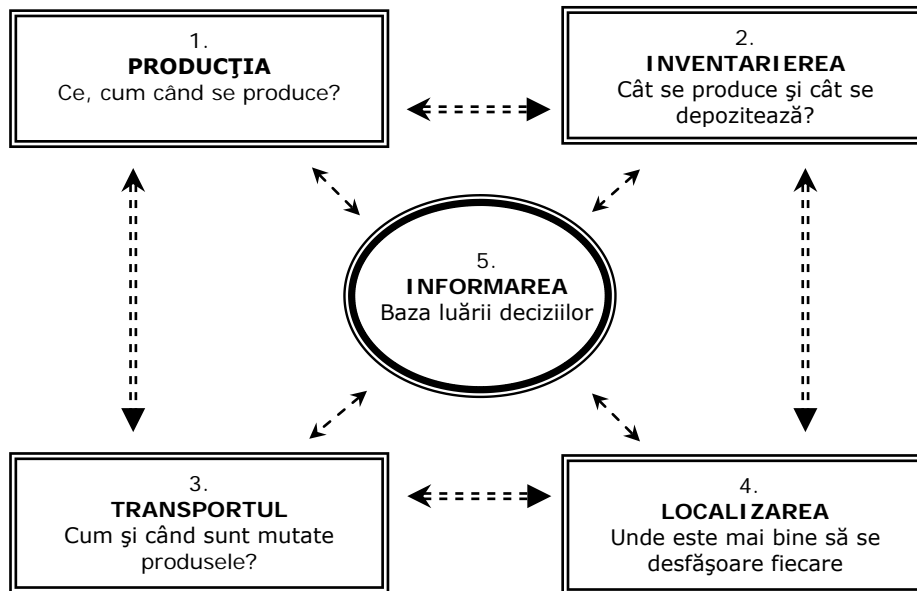 1.
PRODUCŢIA
Ce, cum când se produce?
2.
INVENTARIEREA
Cât se produce şi cât se
depozitează?
5.
INFORMAREA
Baza luării deciziilor
3.
TRANSPORTUL
Cum şi când sunt mutate
produsele?
4.
LOCALIZAREA
Unde este mai bine să se
desfăşoare fiecare